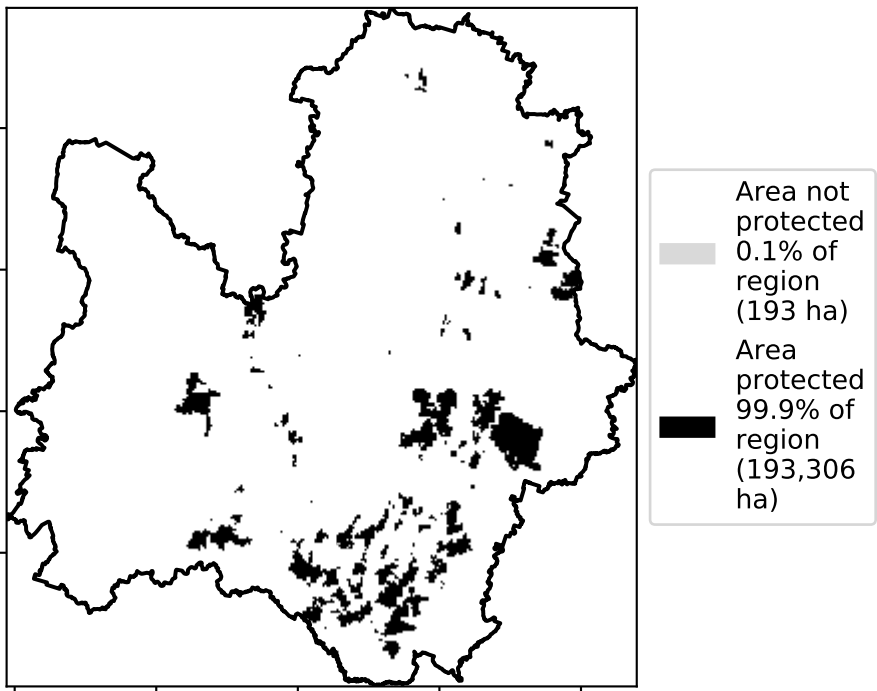 Area not
protected
0.1% of
region
(193 ha)
Area
protected
99.9% of
region
(193,306
ha)